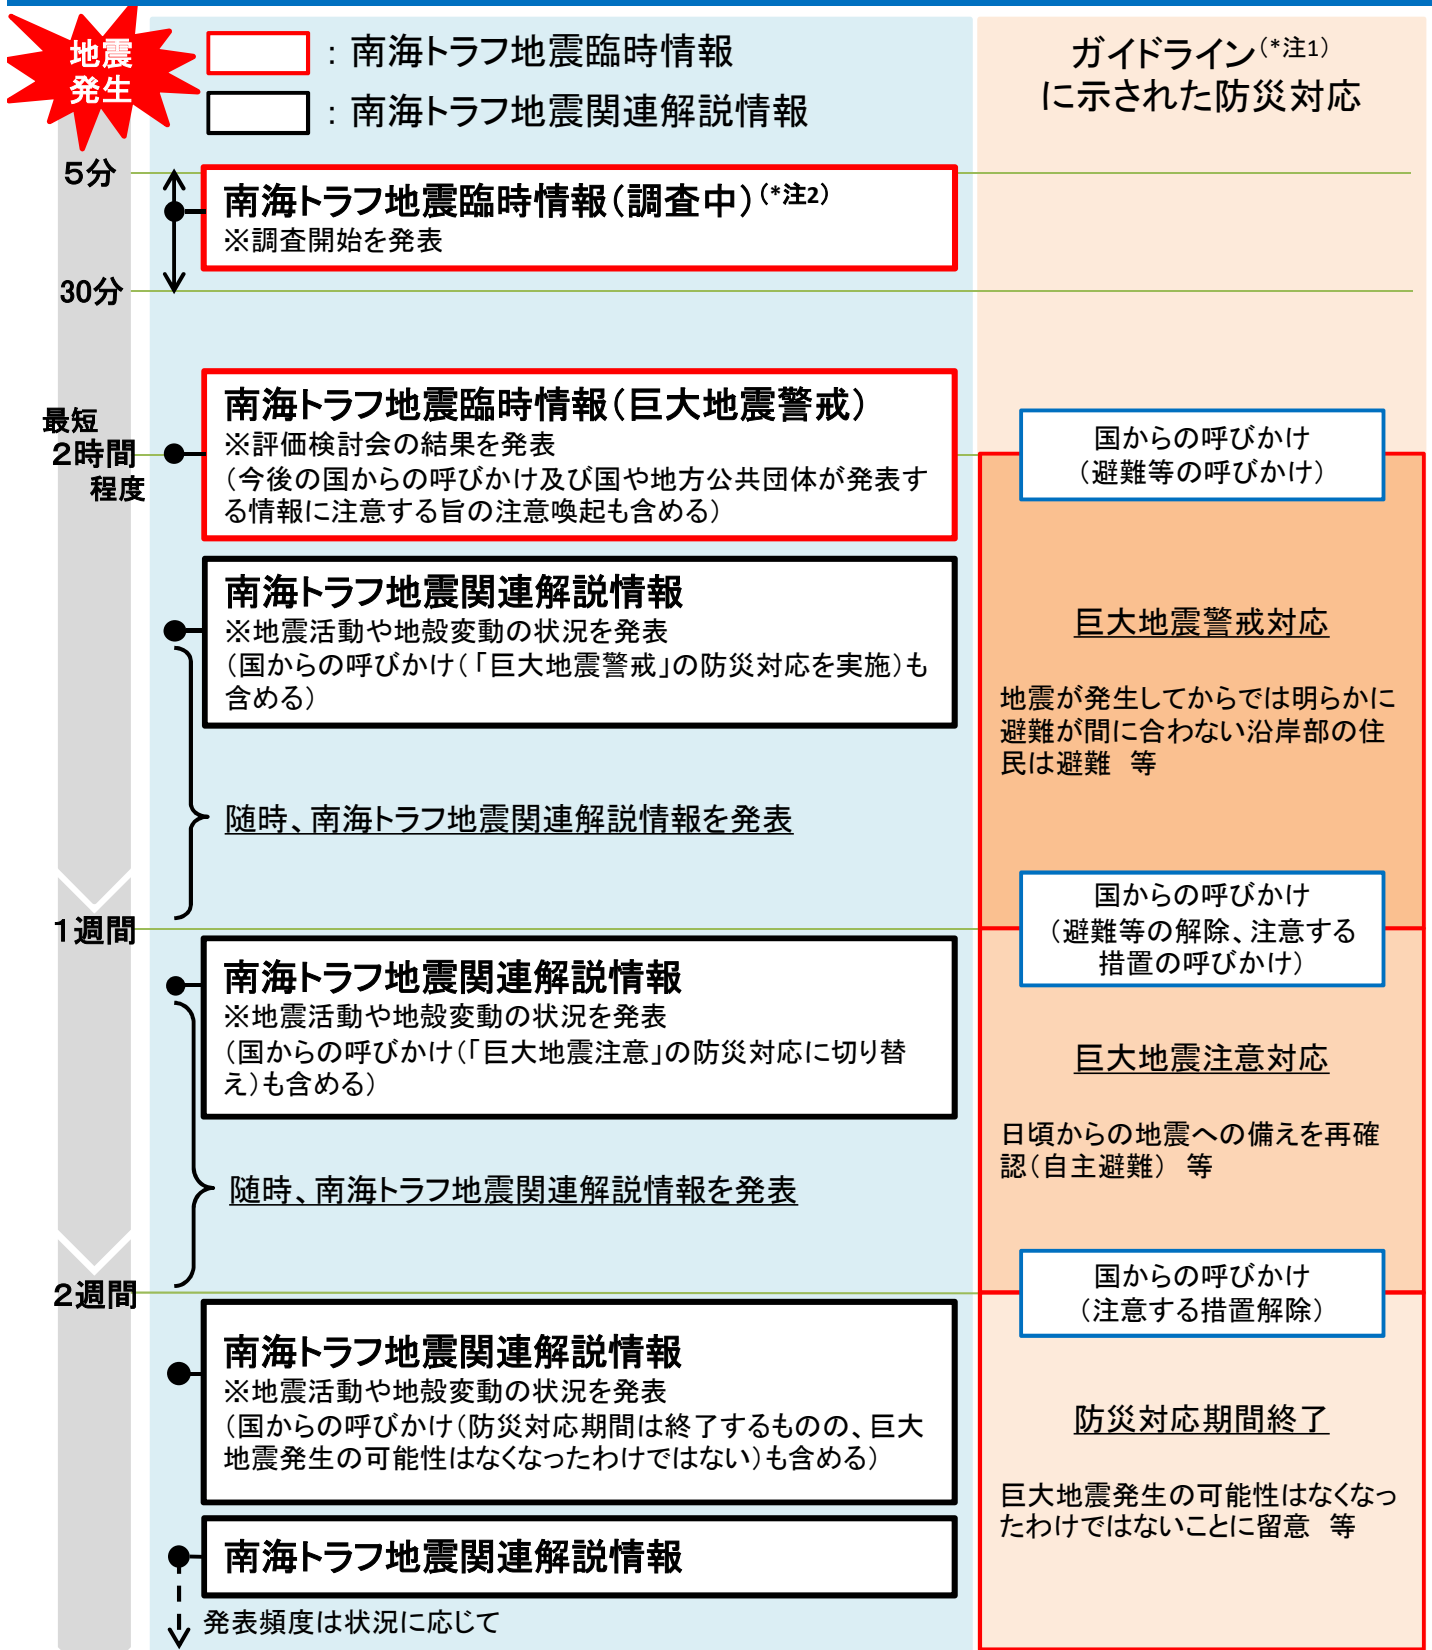 地震
発生
：南海トラフ地震臨時情報
：南海トラフ地震関連解説情報
ガイドライン(*注1)
に示された防災対応
5分
南海トラフ地震臨時情報(調査中)(*注2)
※調査開始を発表
30分
最短
2時間
程度
南海トラフ地震臨時情報(巨大地震警戒)
※評価検討会の結果を発表
(今後の国からの呼びかけ及び国や地方公共団体が発表す
る情報に注意する旨の注意喚起も含める)
国からの呼びかけ
(避難等の呼びかけ)
南海トラフ地震関連解説情報
※地震活動や地殻変動の状況を発表
(国からの呼びかけ(「巨大地震警戒」の防災対応を実施)も
含める)
巨大地震警戒対応
地震が発生してからでは明らかに
避難が間に合わない沿岸部の住
民は避難　等
随時、南海トラフ地震関連解説情報を発表
1週間
国からの呼びかけ
(避難等の解除、注意する
措置の呼びかけ)
南海トラフ地震関連解説情報
※地震活動や地殻変動の状況を発表
(国からの呼びかけ(「巨大地震注意」の防災対応に切り替
え)も含める)
巨大地震注意対応
日頃からの地震への備えを再確
認(自主避難)　等
随時、南海トラフ地震関連解説情報を発表
2週間
国からの呼びかけ
(注意する措置解除)
南海トラフ地震関連解説情報
※地震活動や地殻変動の状況を発表
(国からの呼びかけ(防災対応期間は終了するものの、巨大
地震発生の可能性はなくなったわけではない)も含める)
防災対応期間終了
巨大地震発生の可能性はなくなっ
たわけではないことに留意　等
南海トラフ地震関連解説情報
発表頻度は状況に応じて